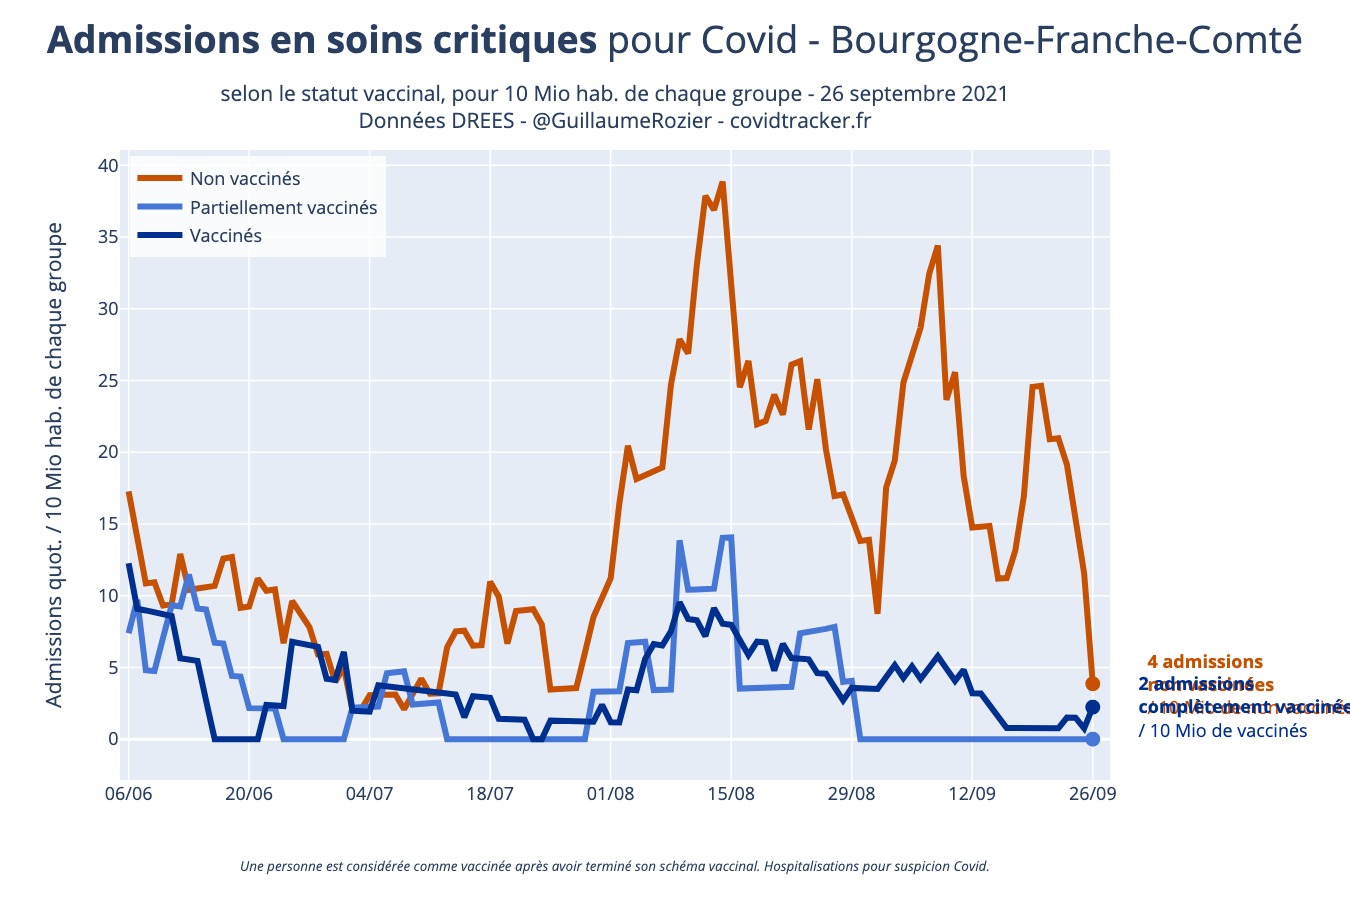 Admissions en soins critiques pour Covid - Bourgogne-Franche-Comté
selon le statut vaccinal, pour 10 Mio hab. de chaque groupe - 26 septembre 2021
Données DREES - @GuillaumeRozier - covidtracker.fr
Admissions quot. / 10 Mio hab. de chaque groupe
Non vaccinés
Partiellement vaccinés
Vaccinés
40
35
30
25
20
15
10
5
0
06/06
20/06
04/07
18/07
01/08
15/08
29/08
12/09
26/09
4 admissions
non vaccinées
2 admissions
complètement vaccinées
/ 10 Mio de vaccinés
Une personne est considérée comme vaccinée après avoir terminé son schéma vaccinal. Hospitalisations pour suspicion Covid.